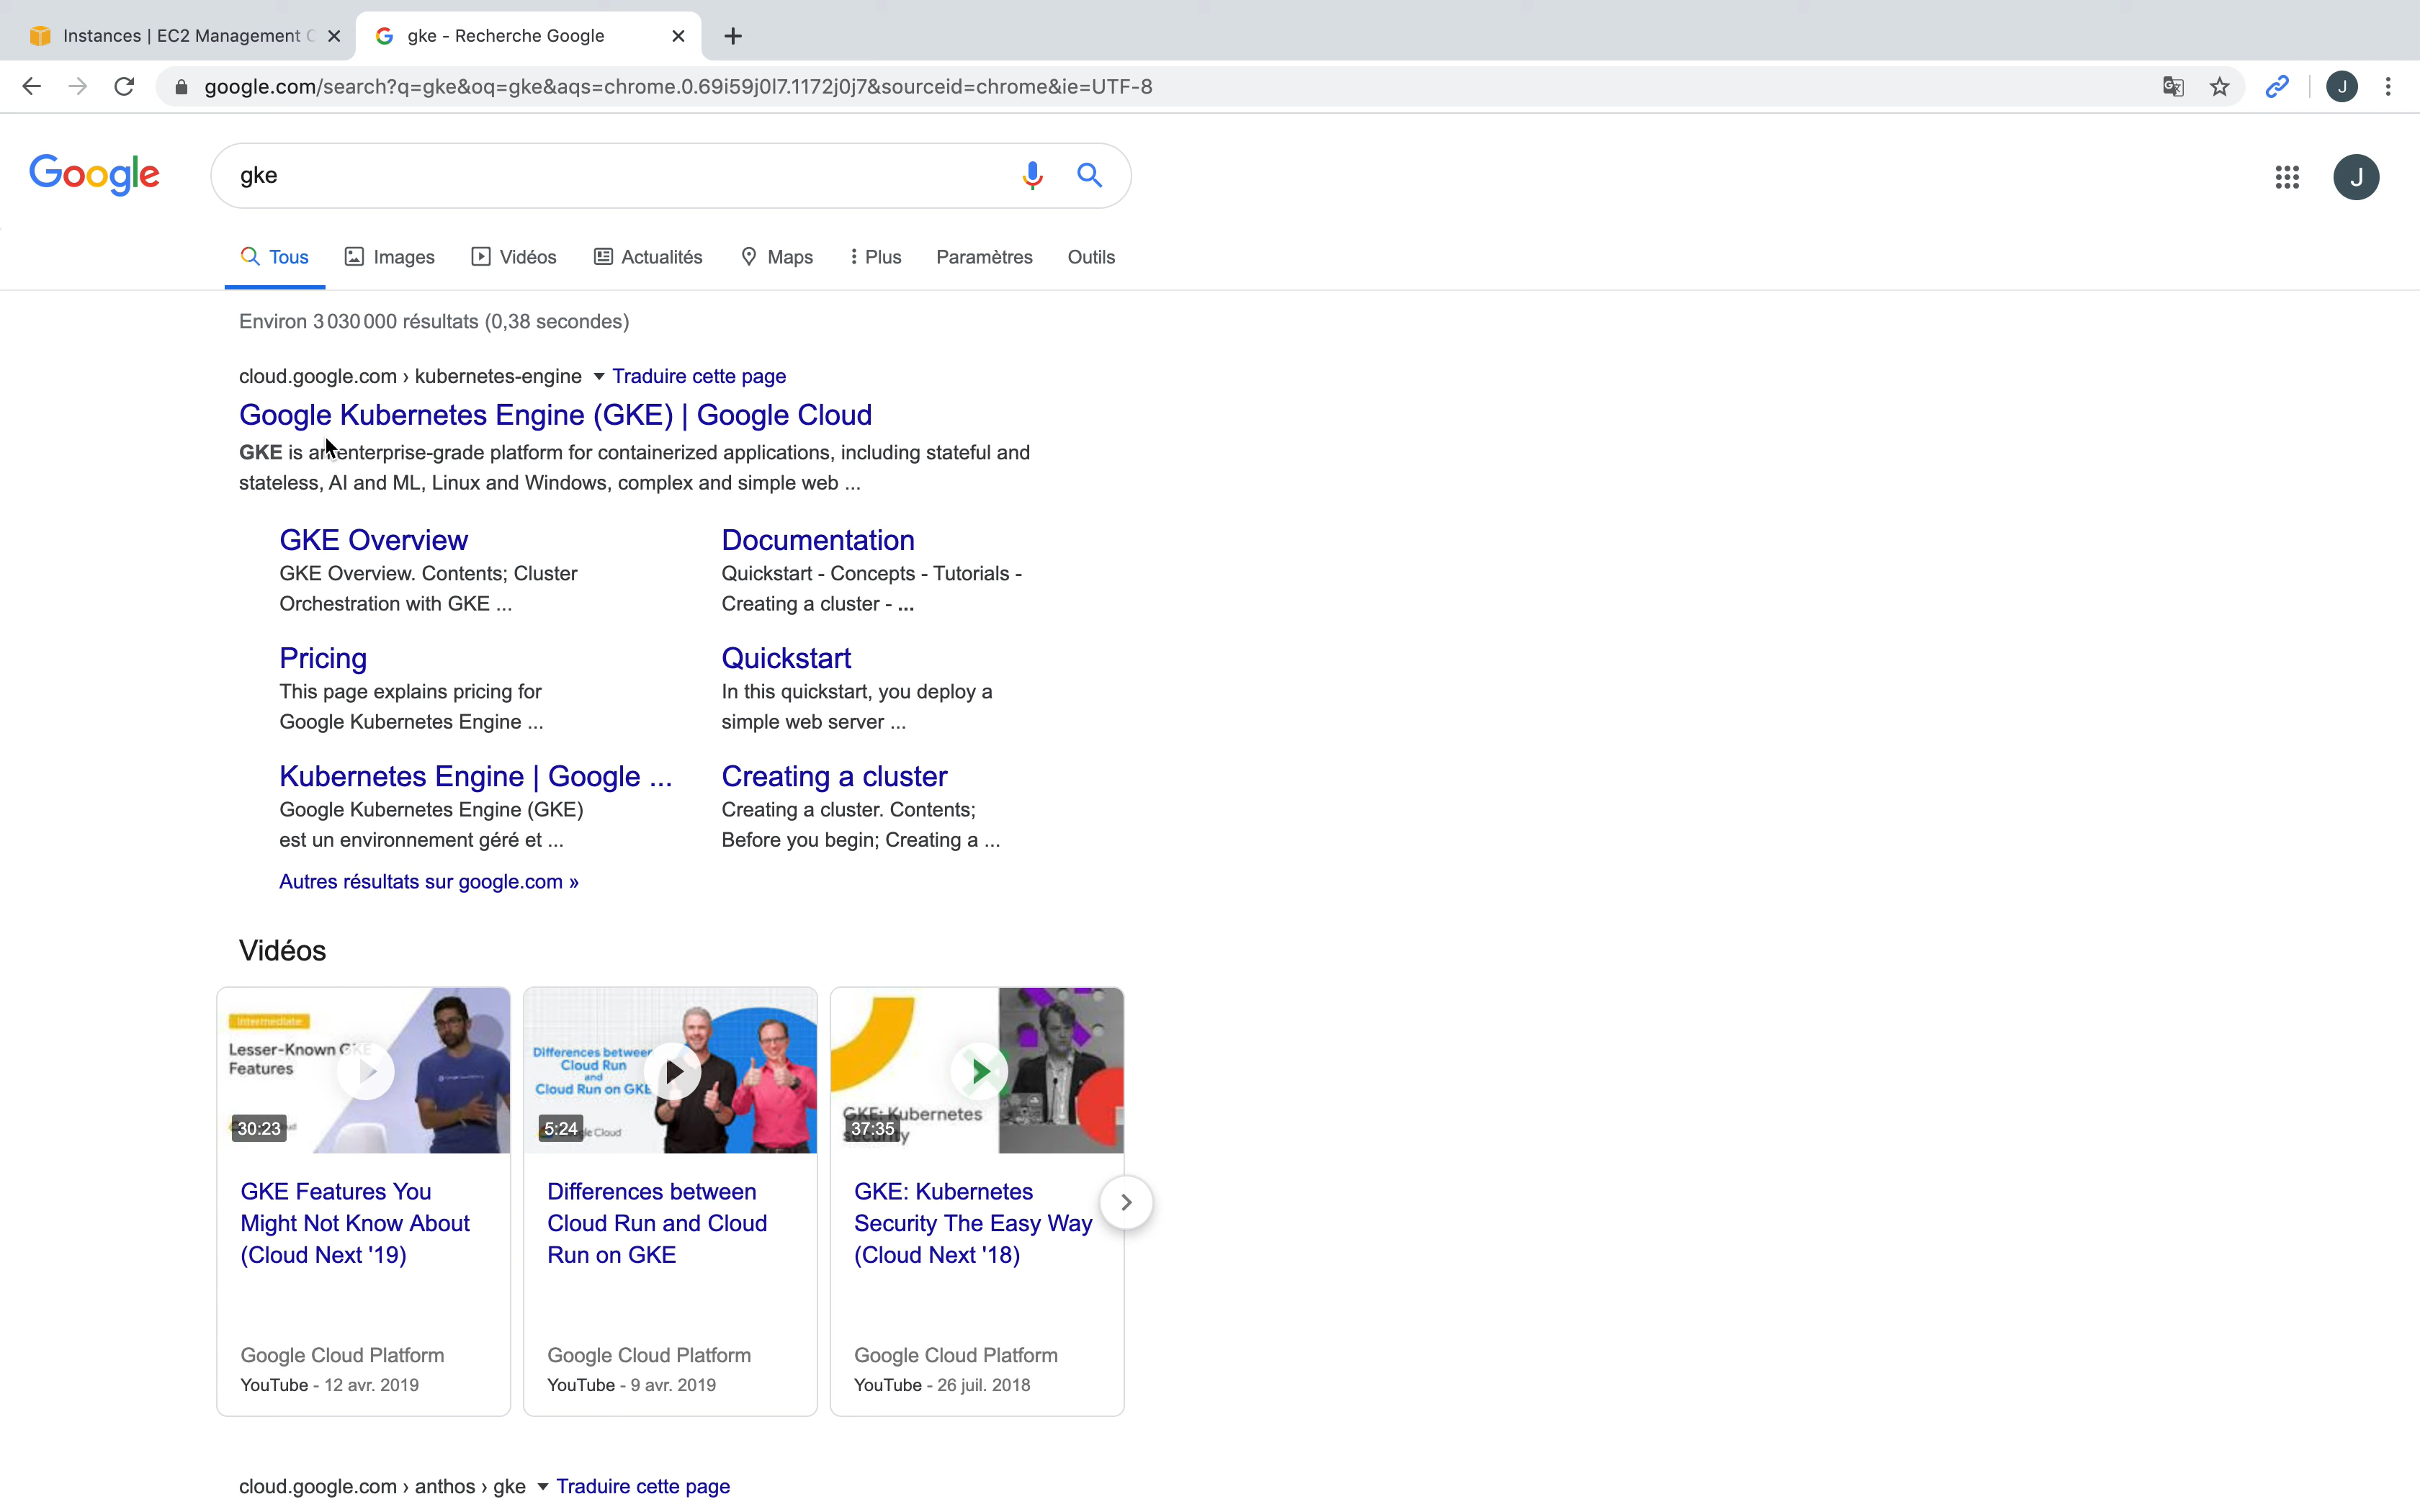 Instances | EC2 Management
gke - Recherche Google
google.com/search?q=gke&oq=gke&aqs=chrome.0.69i59j0l7.1172j0j7&sourceid=chrome&ie=UTF-8
J
Google
gke
J
Tous
Images
Vidéos
Actualités
Maps
Plus
Paramètres
Outils
Environ 3 030 000 résultats (0,38 secondes)
cloud.google.com › kubernetes-engine Traduire cette page
Google Kubernetes Engine (GKE) | Google Cloud
GKE is an enterprise-grade platform for containerized applications, including stateful and
stateless, AI and ML, Linux and Windows, complex and simple web ...
GKE Overview
GKE Overview. Contents; Cluster
Orchestration with GKE ...
Documentation
Quickstart - Concepts - Tutorials -
Creating a cluster - ...
Pricing
This page explains pricing for
Google Kubernetes Engine ...
Quickstart
In this quickstart, you deploy a
simple web server ...
Kubernetes Engine | Google ...
Google Kubernetes Engine (GKE)
est un environnement géré et ...
Creating a cluster
Creating a cluster. Contents;
Before you begin; Creating a ...
Autres résultats sur google.com »
Vidéos
Intermediate
Lesser-Known GKE
Features
30:23
GKE Features You
Might Not Know About
(Cloud Next '19)
Google Cloud Platform
YouTube - 12 avr. 2019
Differences between
Cloud Run
and
Cloud Run on GKE
5:24
Cloud
Differences between
Cloud Run and Cloud
Run on GKE
Google Cloud Platform
YouTube - 9 avr. 2019
GKE: Kubernetes
security
37:35
GKE: Kubernetes
Security The Easy Way
(Cloud Next '18)
Google Cloud Platform
YouTube - 26 juil. 2018
cloud.google.com › anthos › gke Traduire cette page